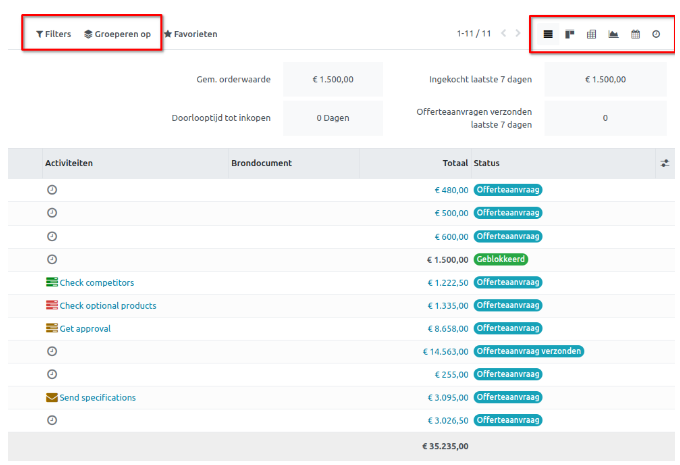 Filters Groeperen op Favorieten 1-11 / 11
Gem. orderwaarde € 1.500,00 Ingekocht laatste 7 dagen € 1.500,00
Doorlooptijd tot inkopen 0 Dagen Offerteaanvragen verzonden laatste 7 dagen 0
Activiteiten Brondocument Totaal Status
€ 480,00 Offerteaanvraag
€ 500,00 Offerteaanvraag
€ 600,00 Offerteaanvraag
€ 1.500,00 Geblokkeerd
Check competitors € 1.222,50 Offerteaanvraag
Check optional products € 1.335,00 Offerteaanvraag
Get approval € 8.658,00 Offerteaanvraag
€ 14.563,00 Offerteaanvraag verzonden
€ 255,00 Offerteaanvraag
Send specifications € 3.095,00 Offerteaanvraag
€ 3.026,50 Offerteaanvraag
€ 35.235,00